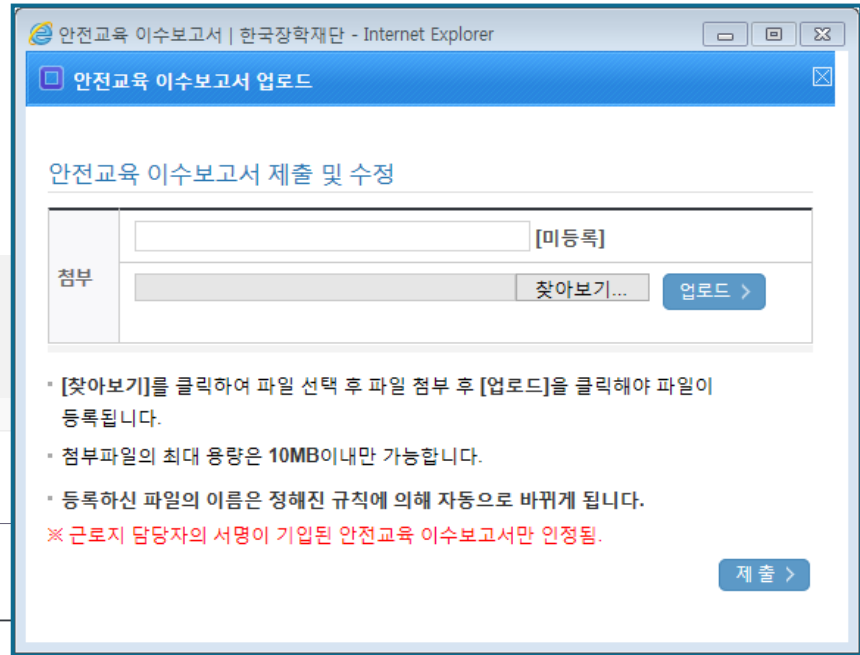 안전교육 이수보고서 | 한국장학재단 - Internet Explorer
안전교육 이수보고서 업로드
안전교육 이수보고서 제출 및 수정
[미등록]
첨부
찾아보기... 업로드 >
[찾아보기]를 클릭하여 파일 선택 후 파일 첨부 후 [업로드]을 클릭해야 파일이
등록됩니다.
첨부파일의 최대 용량은 10MB이내만 가능합니다.
등록하신 파일의 이름은 정해진 규칙에 의해 자동으로 바뀌게 됩니다.
※ 근로지 담당자의 서명이 기입된 안전교육 이수보고서만 인정됨.
제 출 >